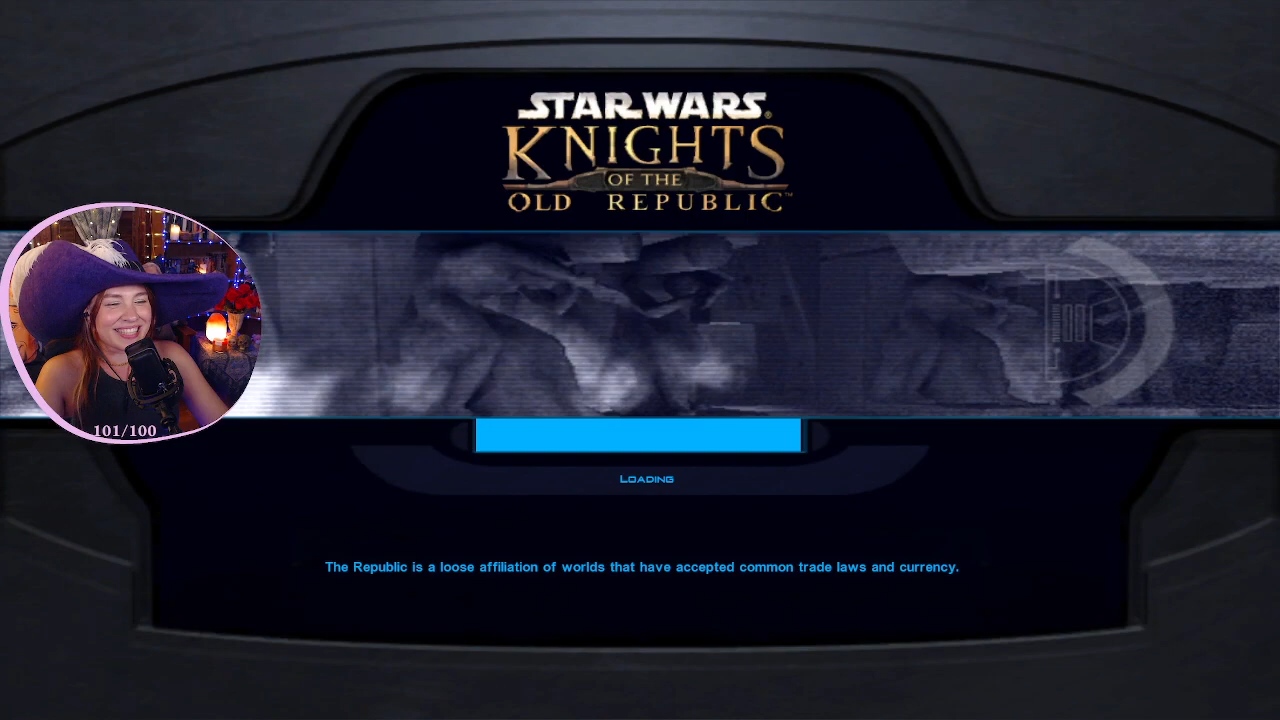 STAR WARS®
KNIGHTS
OF THE
OLD REPUBLIC™
101/100
LOADING
The Republic is a loose affiliation of worlds that have accepted common trade laws and currency.